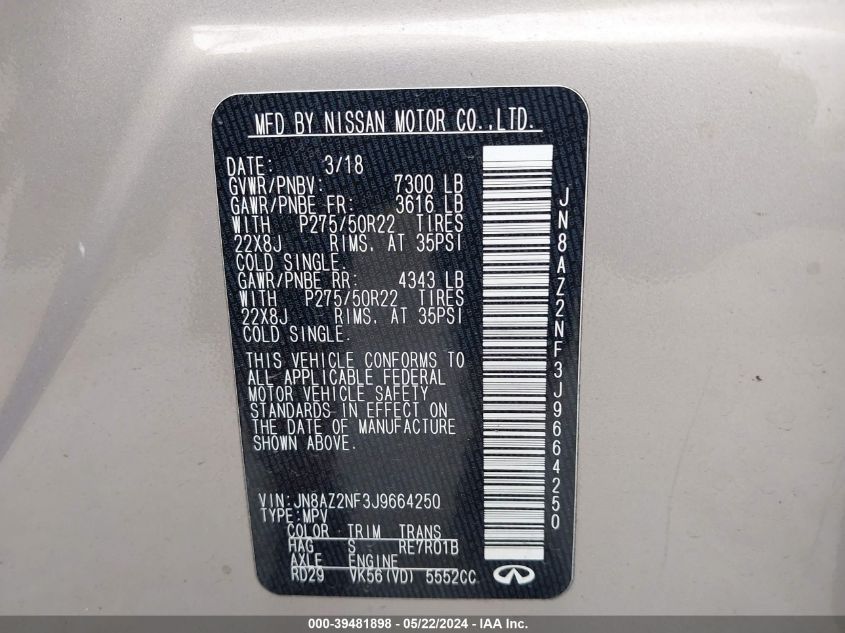 MFD BY NISSAN MOTOR CO.,LTD.
DATE: 3/18
GVWR/PNBV: 7300 LB
GAWR/PNBE FR: 3616 LB
WITH P275/50R22 TIRES
22X8J RIMS, AT 35PSI
COLD SINGLE.
GAWR/PNBE RR: 4343 LB
WITH P275/50R22 TIRES
22X8J RIMS, AT 35PSI
COLD SINGLE.
THIS VEHICLE CONFORMS TO
ALL APPLICABLE FEDERAL
MOTOR VEHICLE SAFETY
STANDARDS IN EFFECT ON
THE DATE OF MANUFACTURE
SHOWN ABOVE.
VIN:JN8AZ2NF3J9664250
TYPE:MPV
COLOR TRIM TRANS
HAG S RE7R01B
AXLE ENGINE
RD29 VK56(VD) 5552CC
JN8AZ2NF3J9664250
000-39481898 - 05/22/2024 - IAA Inc.